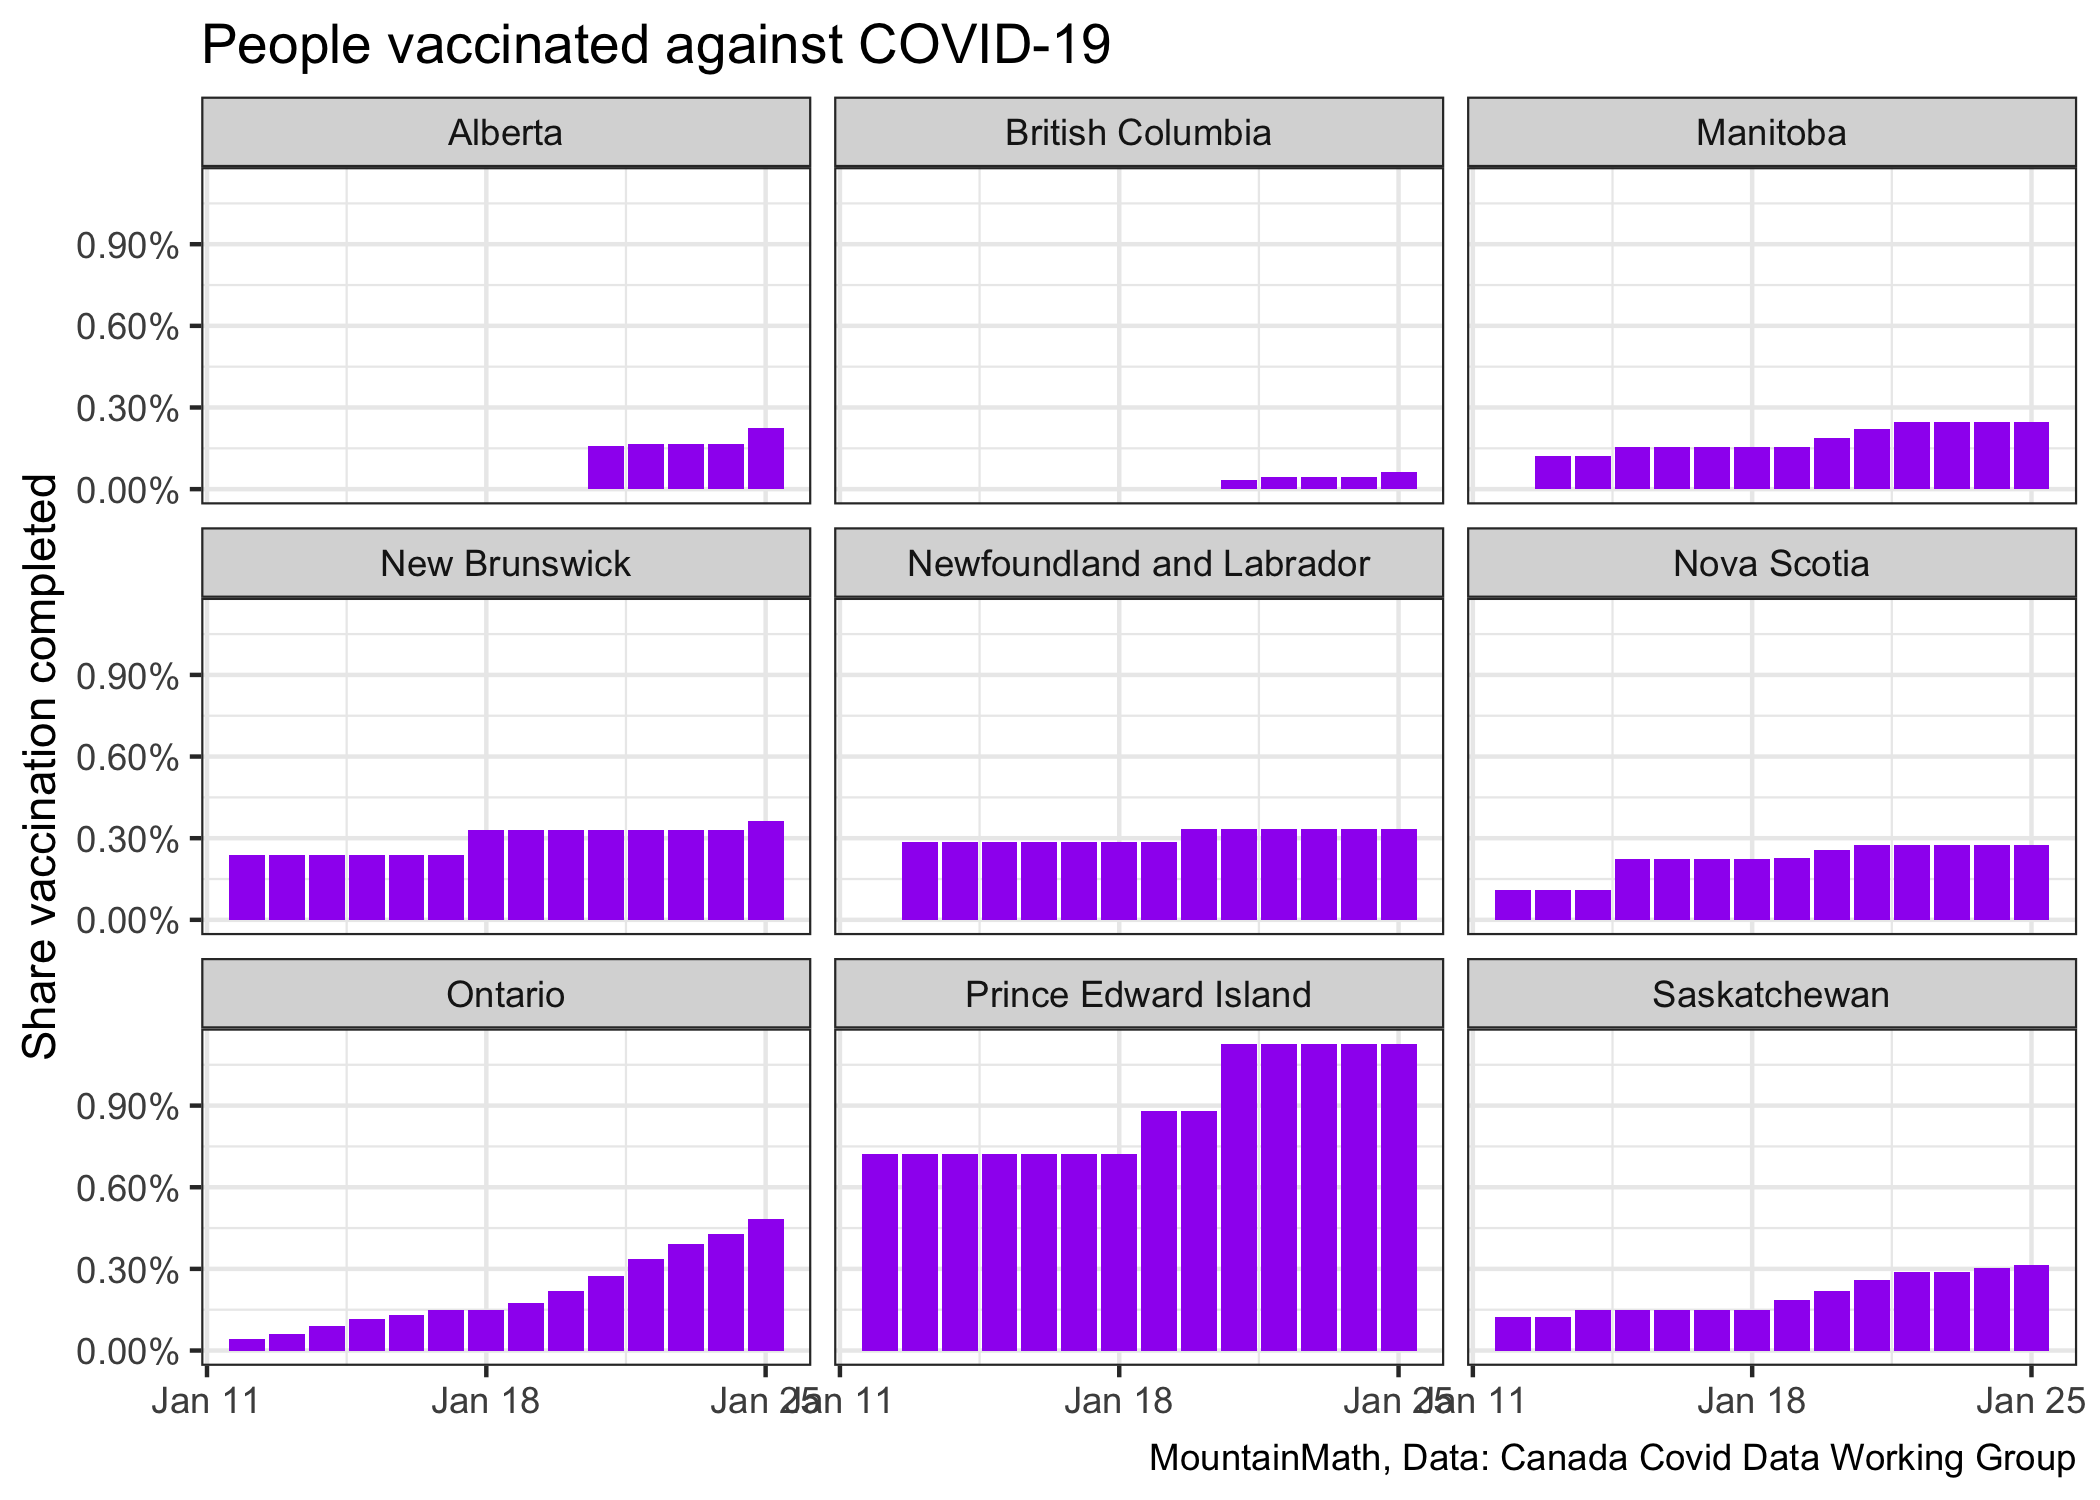 People vaccinated against COVID-19
Share vaccination completed
Alberta
British Columbia
Manitoba
0.90%
0.60%
0.30%
0.00%
New Brunswick
Newfoundland and Labrador
Nova Scotia
0.90%
0.60%
0.30%
0.00%
Ontario
Prince Edward Island
Saskatchewan
0.90%
0.60%
0.30%
0.00%
Jan 11
Jan 18
Jan 25
Jan 11
Jan 18
Jan 25
Jan 11
Jan 18
Jan 25
MountainMath, Data: Canada Covid Data Working Group